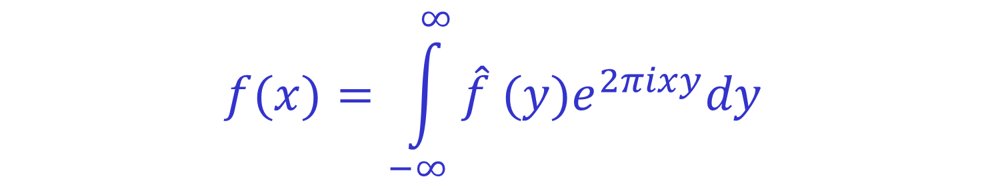 f(x) = ∫_{-∞}^{∞} f̂(y)e^{2πixy}dy